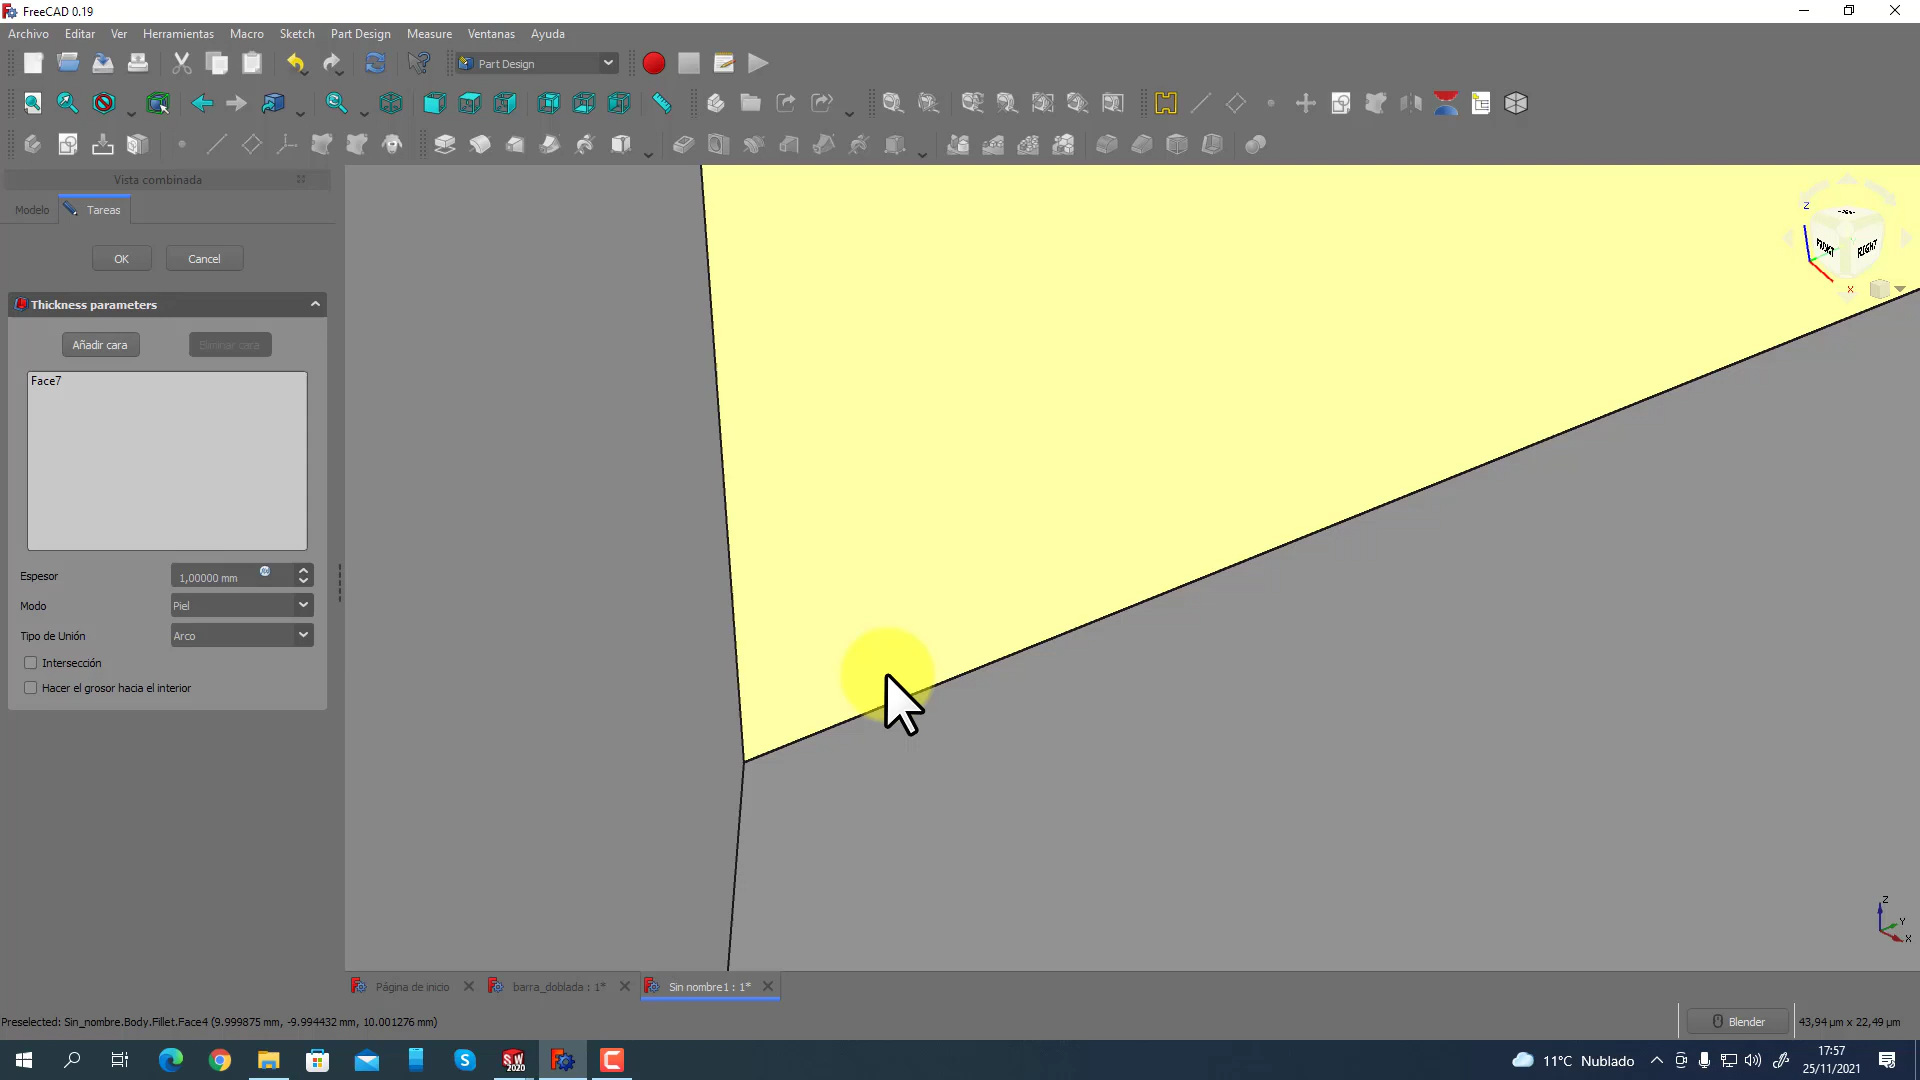 FreeCAD 0.19
Archivo Editar Ver Herramientas Macro Sketch Part Design Measure Ventanas Ayuda
Part Design
Vista combinada
Modelo Tareas
OK Cancel
Thickness parameters
Añadir cara Eliminar cara
Face7
Espesor 1,00000 mm
Modo Piel
Tipo de Unión Arco
Intersección
Hacer el grosor hacia el interior
Z
FRONT RIGHT
X
Z
Y
X
Página de inicio barra_doblada : 1* Sin nombre1 : 1*
Preselected: Sin_nombre.Body.Fillet.Face4 (9.999875 mm, -9.994432 mm, 10.001276 mm)
Blender 43,94 µm x 22,49 µm
SW
2020
11°C Nublado
17:57
25/11/2021